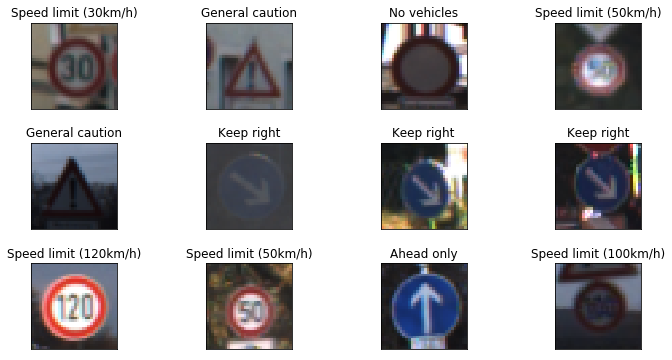 Speed limit (30km/h) General caution No vehicles Speed limit (50km/h)
30
General caution Keep right Keep right Keep right
Speed limit (120km/h) Speed limit (50km/h) Ahead only Speed limit (100km/h)
120 50